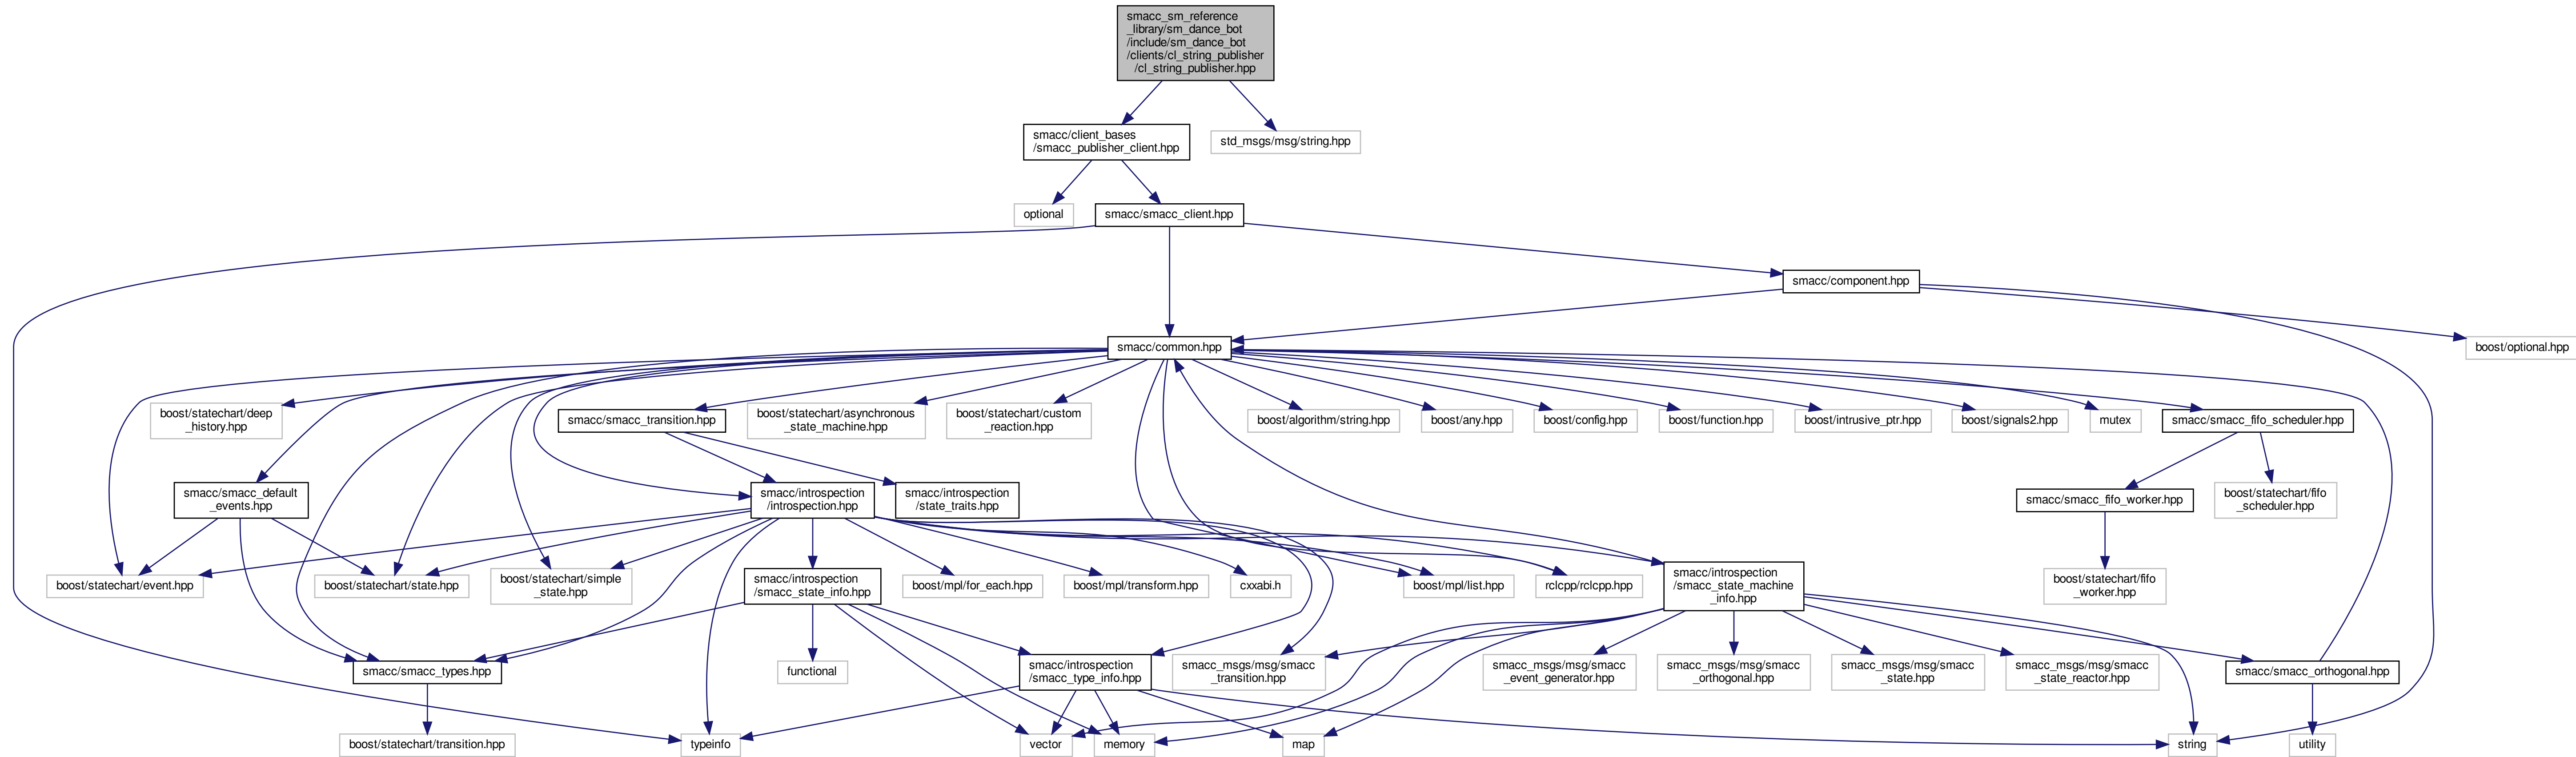 smacc_sm_reference
_library/sm_dance_bot
/include/sm_dance_bot
/clients/cl_string_publisher
/cl_string_publisher.hpp
smacc/client_bases
/smacc_publisher_client.hpp
std_msgs/msg/string.hpp
optional
smacc/smacc_client.hpp
smacc/component.hpp
smacc/common.hpp
boost/optional.hpp
boost/statechart/deep
_history.hpp
smacc/smacc_transition.hpp
boost/statechart/asynchronous
_state_machine.hpp
boost/statechart/custom
_reaction.hpp
boost/algorithm/string.hpp
boost/any.hpp
boost/config.hpp
boost/function.hpp
boost/intrusive_ptr.hpp
boost/signals2.hpp
mutex
smacc/smacc_fifo_scheduler.hpp
smacc/smacc_default
_events.hpp
smacc/introspection
/introspection.hpp
smacc/introspection
/state_traits.hpp
smacc/smacc_fifo_worker.hpp
boost/statechart/fifo
_scheduler.hpp
boost/statechart/event.hpp
boost/statechart/state.hpp
boost/statechart/simple
_state.hpp
smacc/introspection
/smacc_state_info.hpp
boost/mpl/for_each.hpp
boost/mpl/transform.hpp
cxxabi.h
boost/mpl/list.hpp
rclcpp/rclcpp.hpp
smacc/introspection
/smacc_state_machine
_info.hpp
boost/statechart/fifo
_worker.hpp
smacc/smacc_types.hpp
functional
smacc/introspection
/smacc_type_info.hpp
smacc_msgs/msg/smacc
_transition.hpp
smacc_msgs/msg/smacc
_event_generator.hpp
smacc_msgs/msg/smacc
_orthogonal.hpp
smacc_msgs/msg/smacc
_state.hpp
smacc_msgs/msg/smacc
_state_reactor.hpp
smacc/smacc_orthogonal.hpp
boost/statechart/transition.hpp
typeinfo
vector
memory
map
string
utility